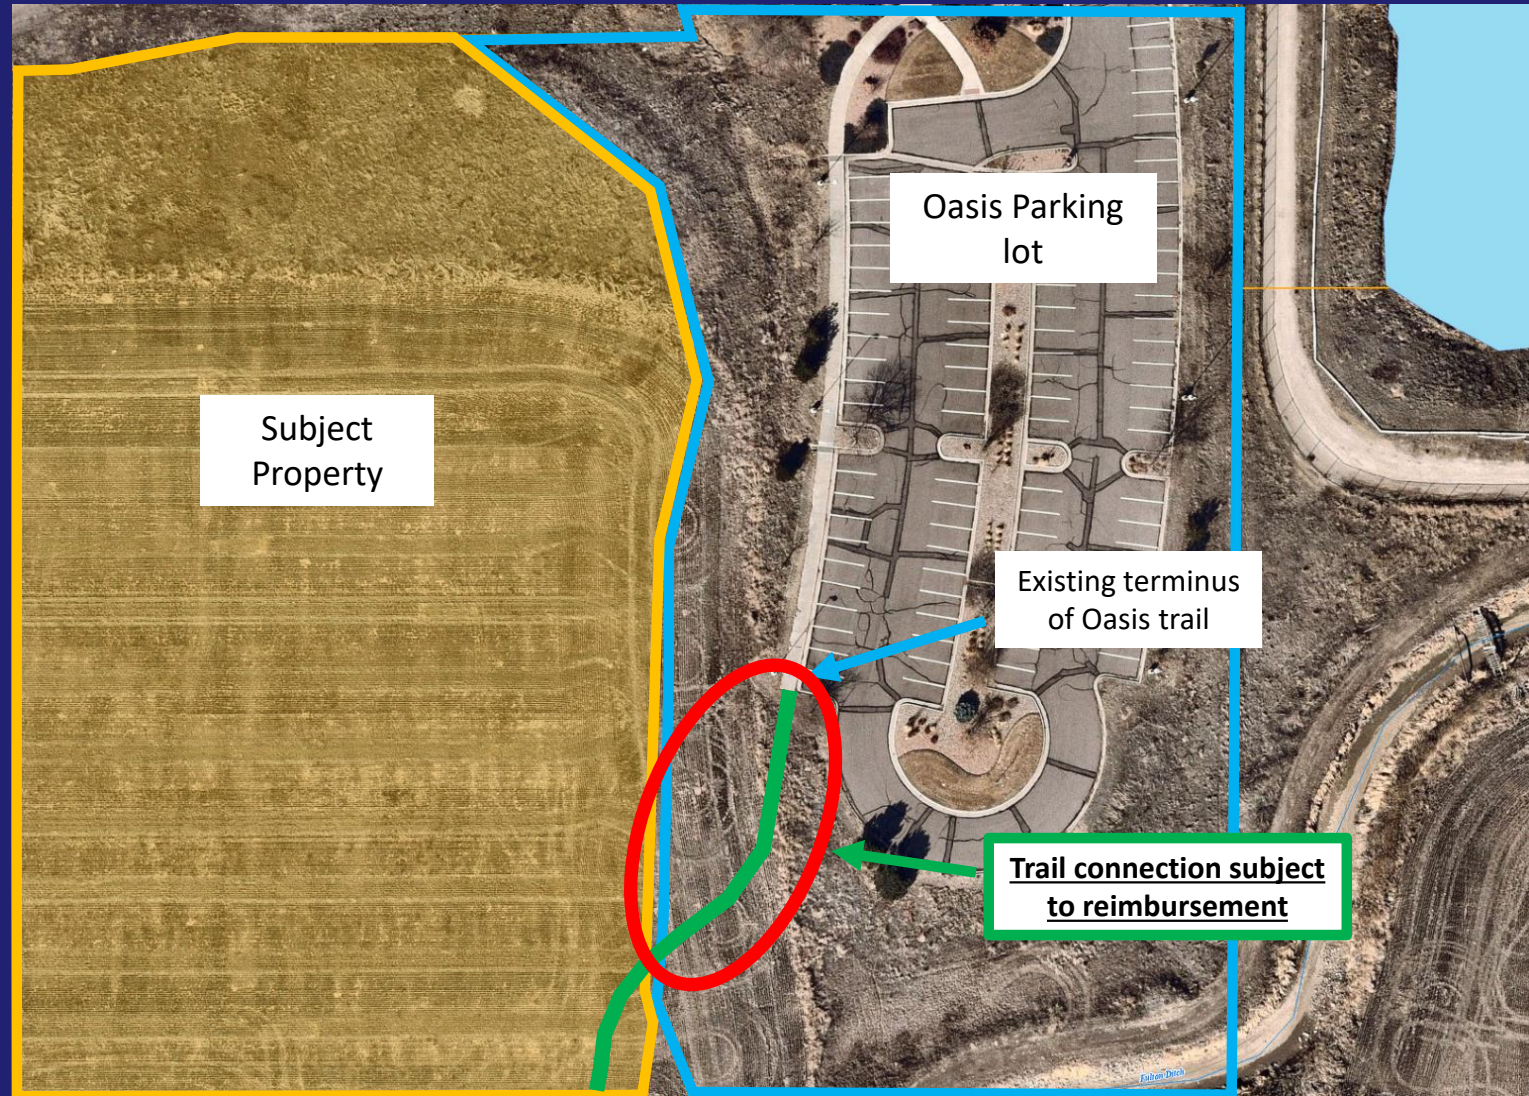 Oasis Parking
lot
Subject
Property
Existing terminus
of Oasis trail
Trail connection subject
to reimbursement
Fulton Ditch